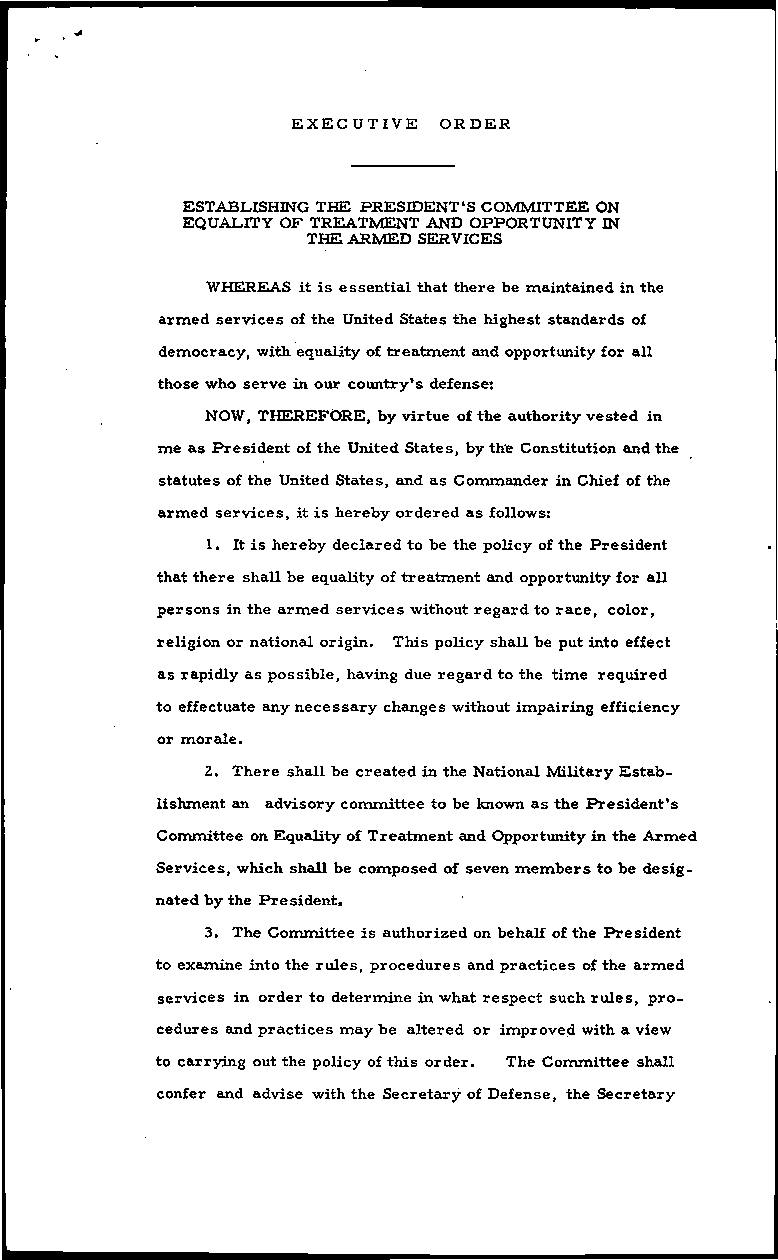 EXECUTIVE ORDER
ESTABLISHING THE PRESIDENT'S COMMITTEE ON
EQUALITY OF TREATMENT AND OPPORTUNITY IN
THE ARMED SERVICES
WHEREAS it is essential that there be maintained in the
armed services of the United States the highest standards of
democracy, with equality of treatment and opportunity for all
those who serve in our country's defense:
NOW, THEREFORE, by virtue of the authority vested in
me as President of the United States, by the Constitution and the
statutes of the United States, and as Commander in Chief of the
armed services, it is hereby ordered as follows:
1. It is hereby declared to be the policy of the President
that there shall be equality of treatment and opportunity for all
persons in the armed services without regard to race, color,
religion or national origin. This policy shall be put into effect
as rapidly as possible, having due regard to the time required
to effectuate any necessary changes without impairing efficiency
or morale.
2. There shall be created in the National Military Estab-
lishment an advisory committee to be known as the President's
Committee on Equality of Treatment and Opportunity in the Armed
Services, which shall be composed of seven members to be desig-
nated by the President.
3. The Committee is authorized on behalf of the President
to examine into the rules, procedures and practices of the armed
services in order to determine in what respect such rules, pro-
cedures and practices may be altered or improved with a view
to carrying out the policy of this order. The Committee shall
confer and advise with the Secretary of Defense, the Secretary